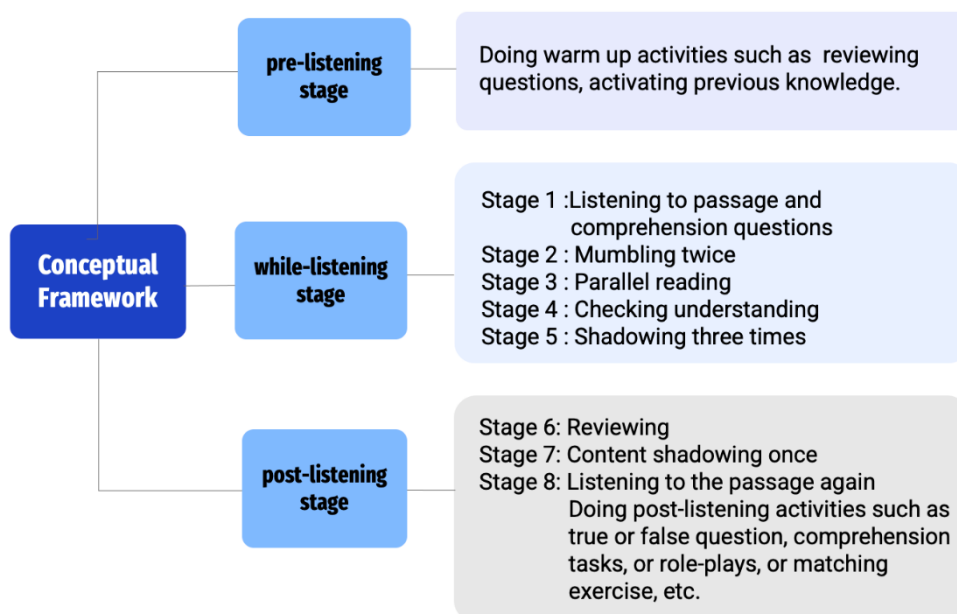 pre-listening
stage
Doing warm up activities such as reviewing
questions, activating previous knowledge.
Conceptual
Framework
while-listening
stage
Stage 1 :Listening to passage and
comprehension questions
Stage 2 : Mumbling twice
Stage 3 : Parallel reading
Stage 4 : Checking understanding
Stage 5 : Shadowing three times
post-listening
stage
Stage 6: Reviewing
Stage 7: Content shadowing once
Stage 8: Listening to the passage again
Doing post-listening activities such as
true or false question, comprehension
tasks, or role-plays, or matching
exercise, etc.